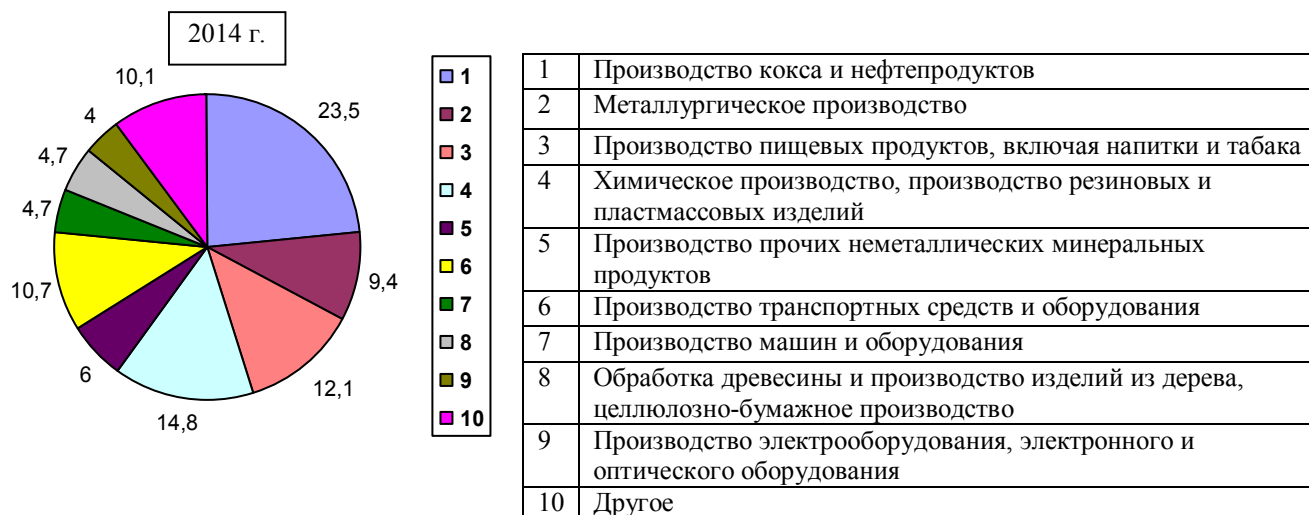 2014 г.
10,1
23,5
4
4,7
4,7
9,4
10,7
6
12,1
14,8
1
2
3
4
5
6
7
8
9
10
1 Производство кокса и нефтепродуктов
2 Металлургическое производство
3 Производство пищевых продуктов, включая напитки и табака
4 Химическое производство, производство резиновых и
пластмассовых изделий
5 Производство прочих неметаллических минеральных
продуктов
6 Производство транспортных средств и оборудования
7 Производство машин и оборудования
8 Обработка древесины и производство изделий из дерева,
целлюлозно-бумажное производство
9 Производство электрооборудования, электронного и
оптического оборудования
10 Другое